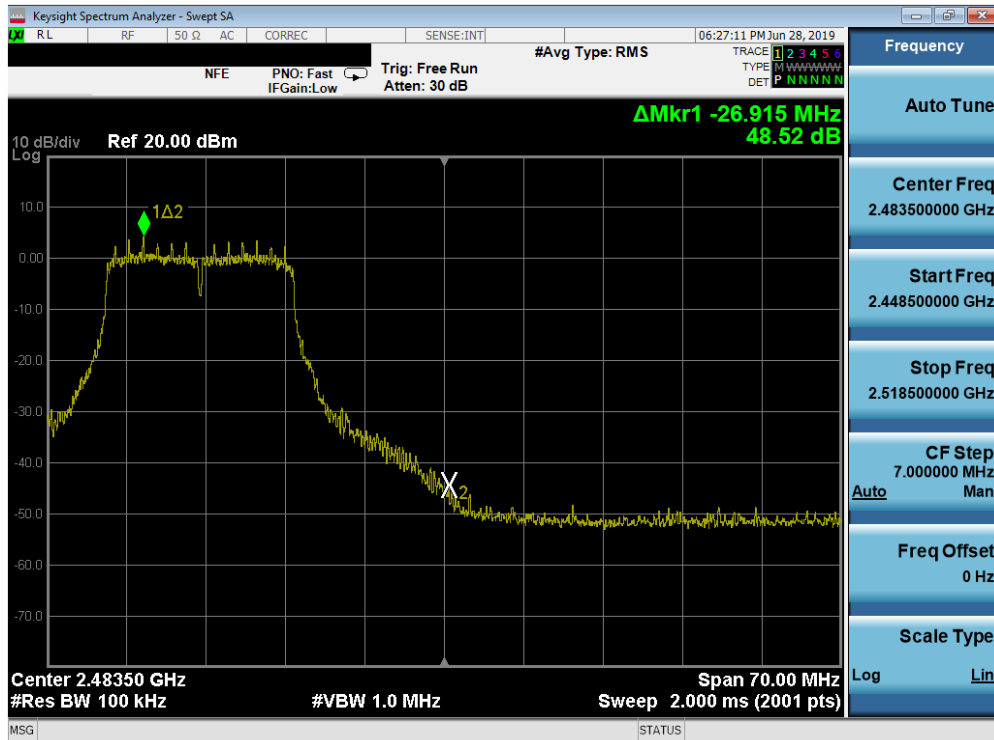 Keysight Spectrum Analyzer - Swept SA
LXI RL RF 50 Ω AC CORREC SENSE:INT 06:27:11 PM Jun 28, 2019
Frequency
NFE PNO: Fast Trig: Free Run #Avg Type: RMS TRACE 1 2 3 4 5 6
IFGain:Low Atten: 30 dB TYPE M W W W W W
DET P N N N N N
Auto Tune
ΔMkr1 -26.915 MHz
48.52 dB
10 dB/div Ref 20.00 dBm
Log
10.0
0.00
-10.0
-20.0
-30.0
-40.0
-50.0
-60.0
-70.0
1Δ2
2
Center Freq
2.483500000 GHz
Start Freq
2.448500000 GHz
Stop Freq
2.518500000 GHz
CF Step
7.000000 MHz
Auto Man
Freq Offset
0 Hz
Scale Type
Log Lin
Center 2.48350 GHz Span 70.00 MHz
#Res BW 100 kHz #VBW 1.0 MHz Sweep 2.000 ms (2001 pts)
MSG STATUS